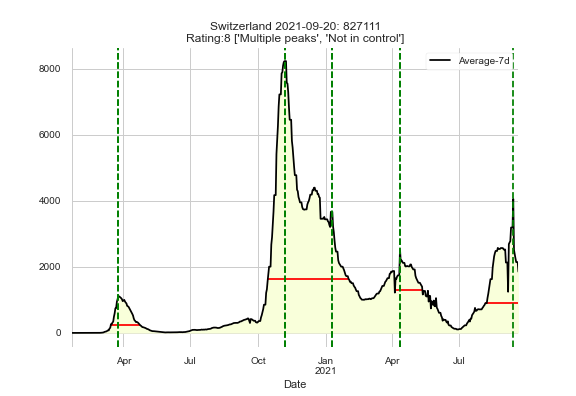 Switzerland 2021-09-20: 827111
Rating:8 ['Multiple peaks', 'Not in control']
Average-7d
8000
6000
4000
2000
0
Apr
Jul
Oct
Jan
2021
Apr
Jul
Date